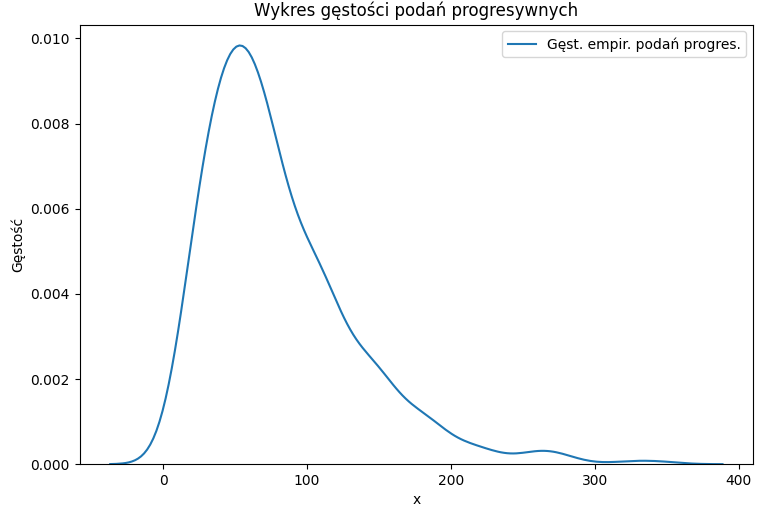 Wykres gęstości podań progresywnych
Gęst. empir. podań progres.
0.010
0.008
0.006
0.004
0.002
0.000
Gęstość
0 100 200 300 400
x